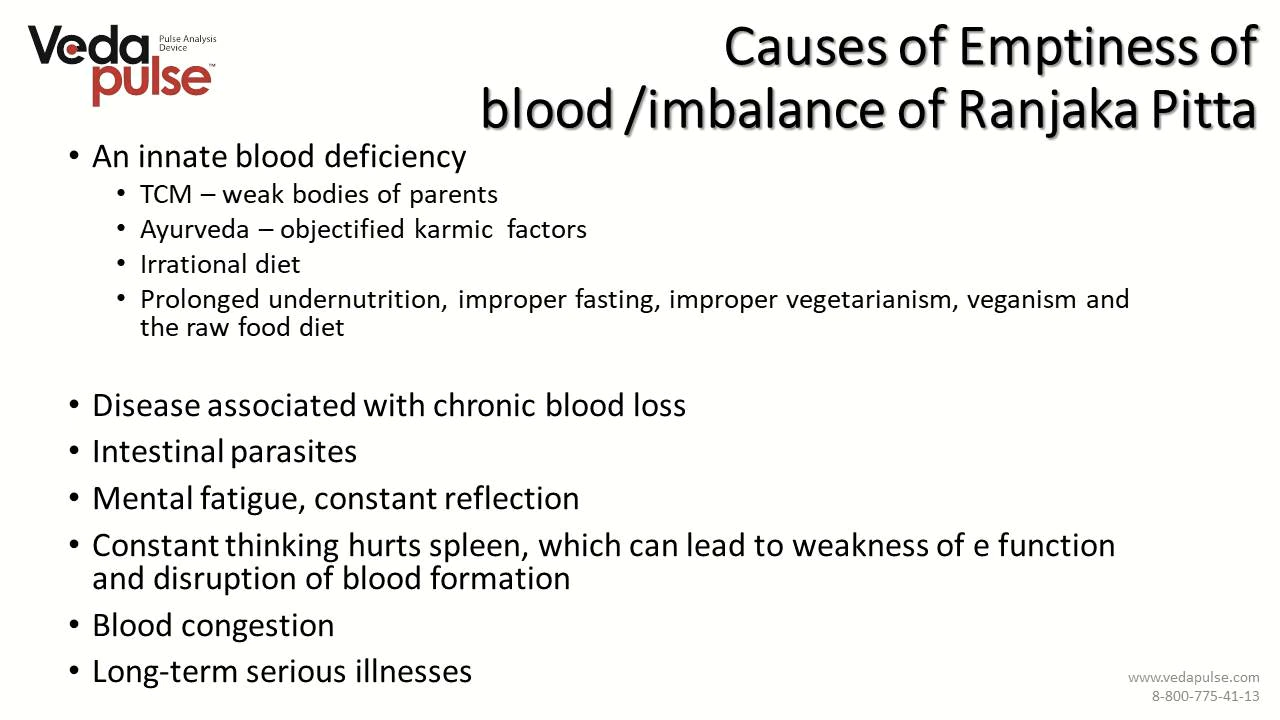 Veda
pulse™
Pulse Analysis
Device
Causes of Emptiness of
blood /imbalance of Ranjaka Pitta
• An innate blood deficiency
• TCM – weak bodies of parents
• Ayurveda – objectified karmic factors
• Irrational diet
• Prolonged undernutrition, improper fasting, improper vegetarianism, veganism and
the raw food diet
• Disease associated with chronic blood loss
• Intestinal parasites
• Mental fatigue, constant reflection
• Constant thinking hurts spleen, which can lead to weakness of e function
and disruption of blood formation
• Blood congestion
• Long-term serious illnesses
www.vedapulse.com
8-800-775-41-13